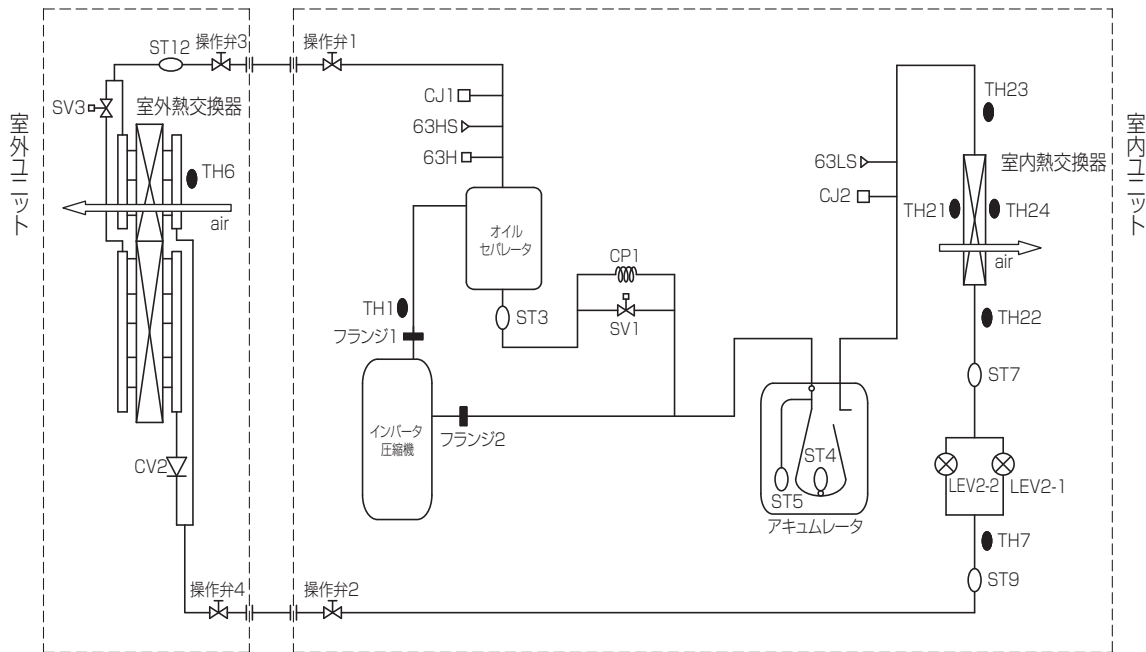 室外ユニット
ST12
操作弁3
SV3
室外熱交換器
TH6
air
CV2
操作弁4
操作弁1
CJ1
63HS
63H
オイル
セパレータ
TH1
フランジ1
ST3
CP1
SV1
インバータ
圧縮機
フランジ2
63LS
CJ2
TH23
室内熱交換器
TH21
TH24
air
TH22
ST7
ST4
ST5
アキュムレータ
LEV2-2
LEV2-1
TH7
ST9
操作弁2
室内ユニット